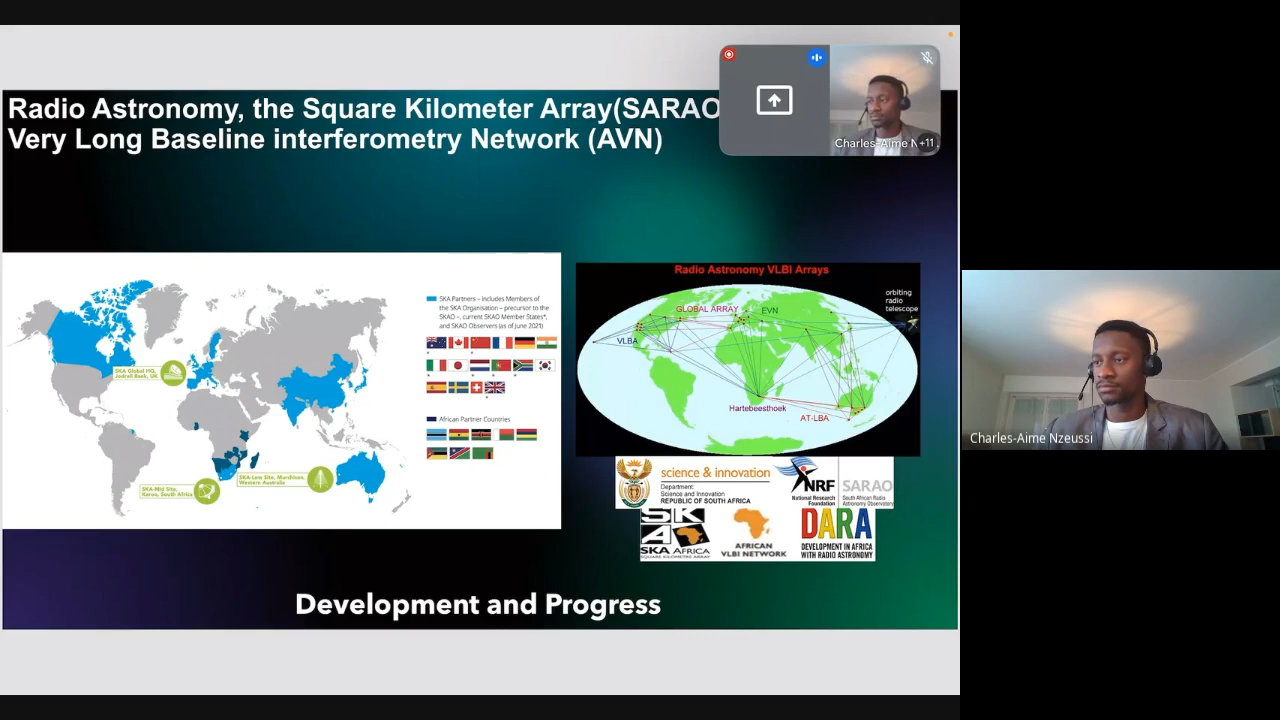 Radio Astronomy, the Square Kilometer Array(SARAO
Very Long Baseline interferometry Network (AVN)
Charles-Aime N
+11
SKA Partners – includes Members of
the SKA Organisation – precursor to the
SKAO –, current SKAO Member States*,
and SKAO Observers (as of June 2021)
African Partner Countries
SKA Global HQ,
Jodrell Bank, UK
SKA-Mid Site,
Karoo, South Africa
SKA-Low Site, Murchison,
Western Australia
Radio Astronomy VLBI Arrays
orbiting
radio
telescope
GLOBAL ARRAY
EVN
VLBA
Hartebeesthoek
AT-LBA
science & innovation
Department:
Science and Innovation
REPUBLIC OF SOUTH AFRICA
NRF
National Research
Foundation
SARAO
South African Radio
Astronomy Observatory
SKA
SKA AFRICA
SQUARE KILOMETRE ARRAY
AFRICAN
VLBI NETWORK
DARA
DEVELOPMENT IN AFRICA
WITH RADIO ASTRONOMY
Development and Progress
Charles-Aime Nzeussi